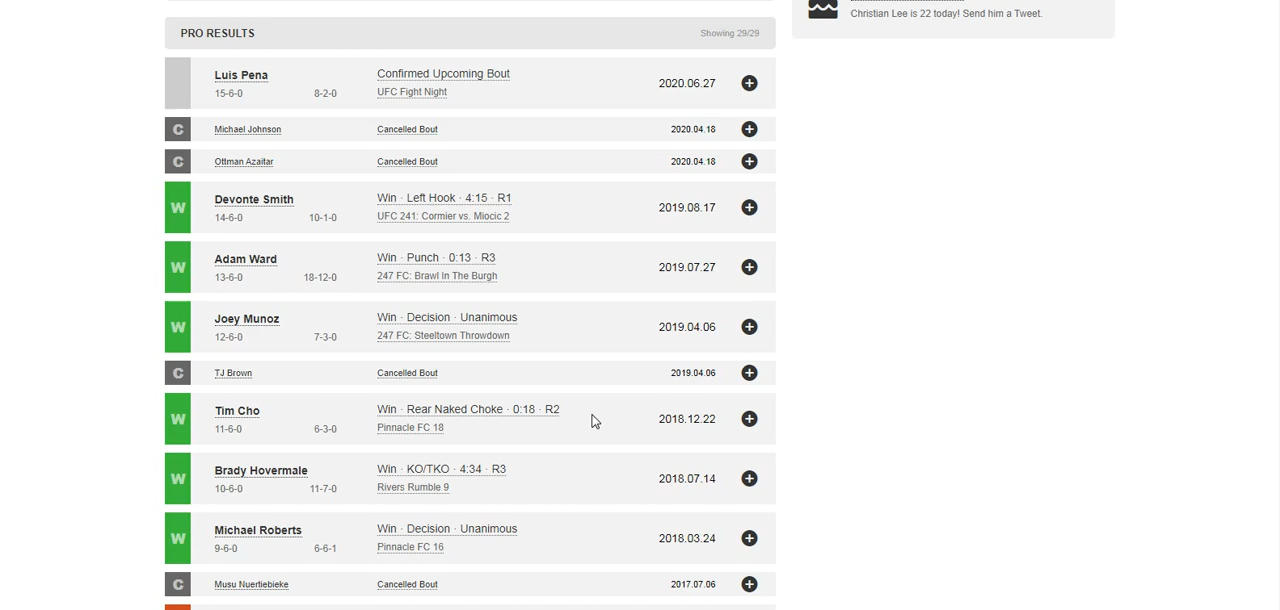 Christian Lee is 22 today! Send him a Tweet.
PRO RESULTS Showing 29/29
Luis Pena Confirmed Upcoming Bout 2020.06.27
15-6-0 8-2-0 UFC Fight Night
C Michael Johnson Cancelled Bout 2020.04.18
C Ottman Azaitar Cancelled Bout 2020.04.18
W Devonte Smith Win · Left Hook · 4:15 · R1 2019.08.17
14-6-0 10-1-0 UFC 241: Cormier vs. Miocic 2
W Adam Ward Win · Punch · 0:13 · R3 2019.07.27
13-6-0 18-12-0 247 FC: Brawl In The Burgh
W Joey Munoz Win · Decision · Unanimous 2019.04.06
12-6-0 7-3-0 247 FC: Steeltown Throwdown
C TJ Brown Cancelled Bout 2019.04.06
W Tim Cho Win · Rear Naked Choke · 0:18 · R2 2018.12.22
11-6-0 6-3-0 Pinnacle FC 18
W Brady Hovermale Win · KO/TKO · 4:34 · R3 2018.07.14
10-6-0 11-7-0 Rivers Rumble 9
W Michael Roberts Win · Decision · Unanimous 2018.03.24
9-6-0 6-6-1 Pinnacle FC 16
C Musu Nuertiebieke Cancelled Bout 2017.07.06